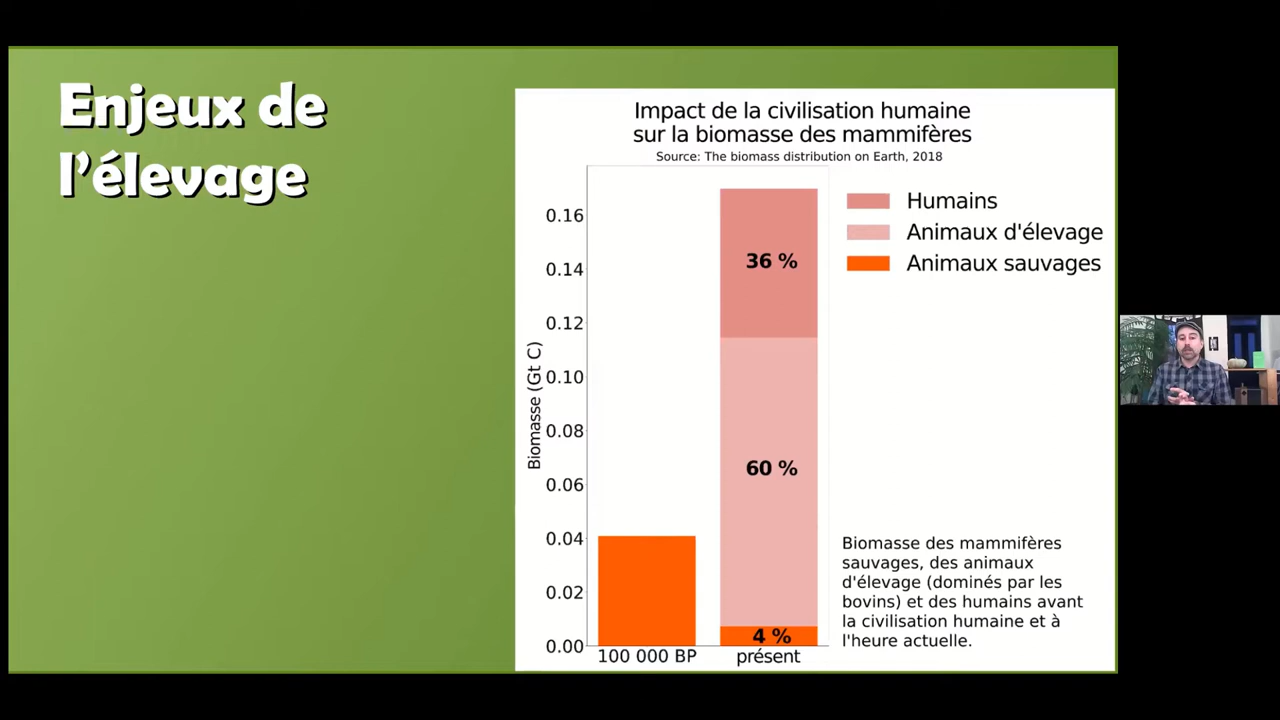 Enjeux de
l'élevage
Impact de la civilisation humaine
sur la biomasse des mammifères
Source: The biomass distribution on Earth, 2018
Humains
Animaux d'élevage
Animaux sauvages
Biomasse (Gt C)
0.16
0.14
0.12
0.10
0.08
0.06
0.04
0.02
0.00
36 %
60 %
4 %
100 000 BP
présent
Biomasse des mammifères
sauvages, des animaux
d'élevage (dominés par les
bovins) et des humains avant
la civilisation humaine et à
l'heure actuelle.